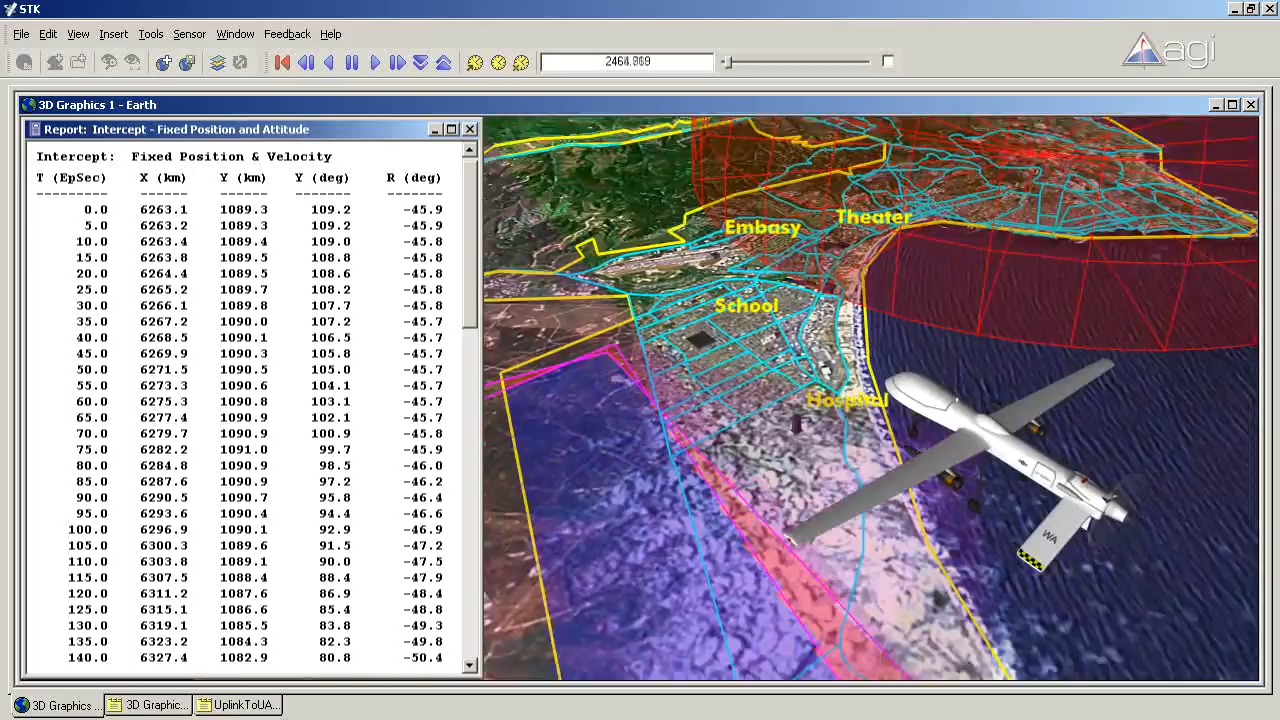 STK
File Edit View Insert Tools Sensor Window Feedback Help
agi
3D Graphics 1 - Earth
Report: Intercept - Fixed Position and Attitude
Intercept: Fixed Position & Velocity
T (EpSec) X (km) Y (km) Y (deg) R (deg)
--------- ------ ------ ------- -------
0.0 6263.1 1089.3 109.2 -45.9
5.0 6263.2 1089.3 109.2 -45.9
10.0 6263.4 1089.4 109.0 -45.8
15.0 6263.8 1089.5 108.8 -45.8
20.0 6264.4 1089.5 108.6 -45.8
25.0 6265.2 1089.7 108.2 -45.8
30.0 6266.1 1089.8 107.7 -45.8
35.0 6267.2 1090.0 107.2 -45.7
40.0 6268.5 1090.1 106.5 -45.7
45.0 6269.9 1090.3 105.8 -45.7
50.0 6271.5 1090.5 105.0 -45.7
55.0 6273.3 1090.6 104.1 -45.7
60.0 6275.3 1090.8 103.1 -45.7
65.0 6277.4 1090.9 102.1 -45.7
70.0 6279.7 1090.9 100.9 -45.8
75.0 6282.2 1091.0 99.7 -45.9
80.0 6284.8 1090.9 98.5 -46.0
85.0 6287.6 1090.9 97.2 -46.2
90.0 6290.5 1090.7 95.8 -46.4
95.0 6293.6 1090.4 94.4 -46.6
100.0 6296.9 1090.1 92.9 -46.9
105.0 6300.3 1089.6 91.5 -47.2
110.0 6303.8 1089.1 90.0 -47.5
115.0 6307.5 1088.4 88.4 -47.9
120.0 6311.2 1087.6 86.9 -48.4
125.0 6315.1 1086.6 85.4 -48.8
130.0 6319.1 1085.5 83.8 -49.3
135.0 6323.2 1084.3 82.3 -49.8
140.0 6327.4 1082.9 80.8 -50.4
Theater
Embasy
School
Hospital
WA
3D Graphics ... 3D Graphic... UplinkToUA...